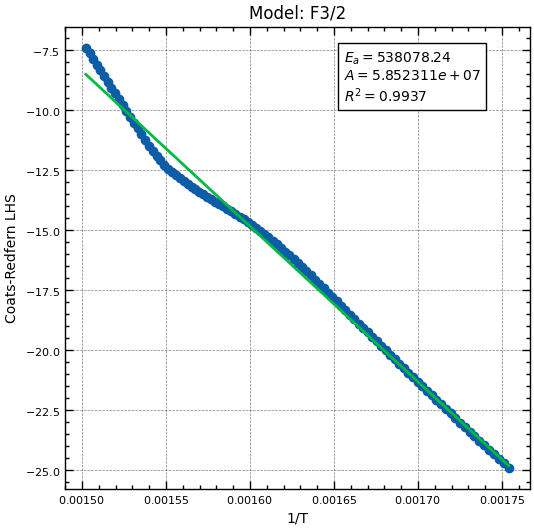 Model: F3/2
Coats-Redfern LHS
−7.5
−10.0
−12.5
−15.0
−17.5
−20.0
−22.5
−25.0
E_a = 538078.24
A = 5.852311e + 07
R² = 0.9937
0.00150 0.00155 0.00160 0.00165 0.00170 0.00175
1/T